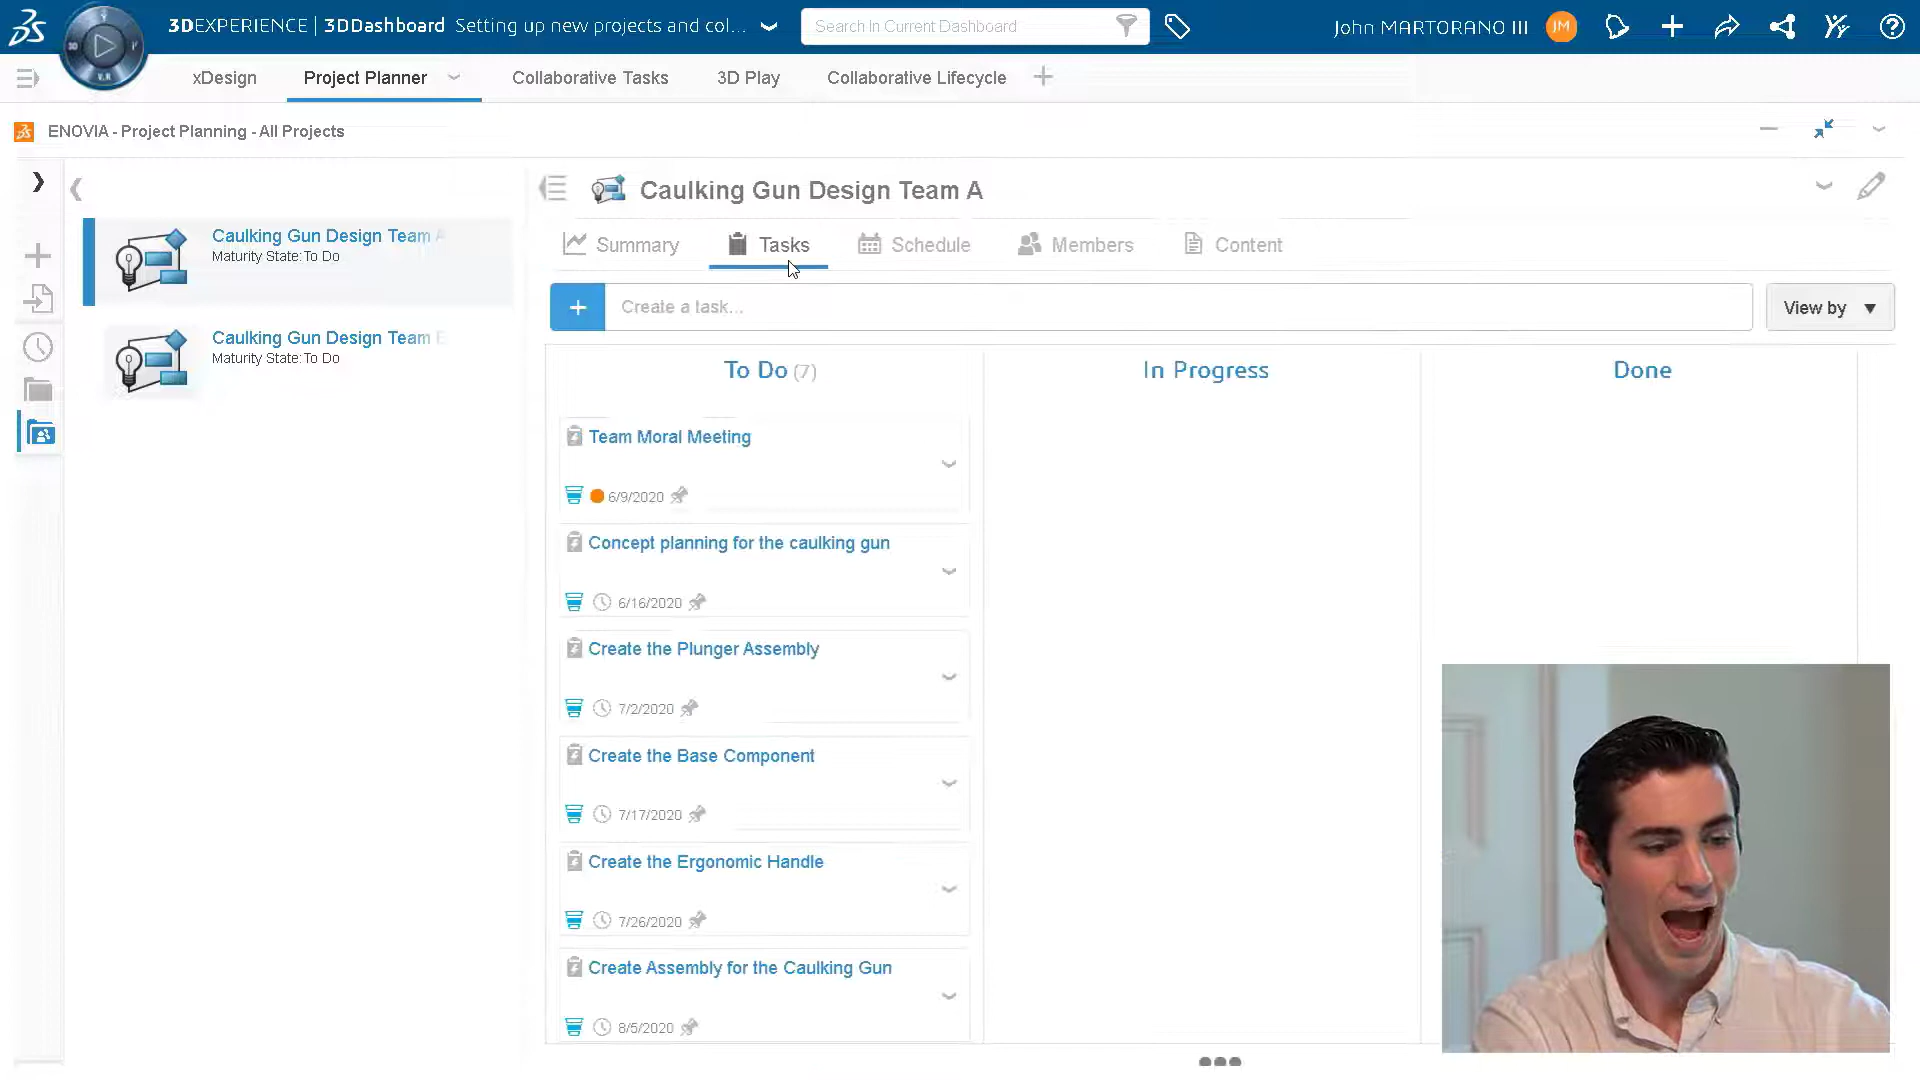 3DEXPERIENCE | 3DDashboard Setting up new projects and col...
Search In Current Dashboard
John MARTORANO III JM
xDesign
Project Planner
Collaborative Tasks
3D Play
Collaborative Lifecycle
ENOVIA - Project Planning - All Projects
Caulking Gun Design Team A
Maturity State: To Do
Caulking Gun Design Team
Maturity State: To Do
Caulking Gun Design Team A
Summary
Tasks
Schedule
Members
Content
Create a task...
View by
To Do (7)
In Progress
Done
Team Moral Meeting
6/9/2020
Concept planning for the caulking gun
6/16/2020
Create the Plunger Assembly
7/2/2020
Create the Base Component
7/17/2020
Create the Ergonomic Handle
7/26/2020
Create Assembly for the Caulking Gun
8/5/2020